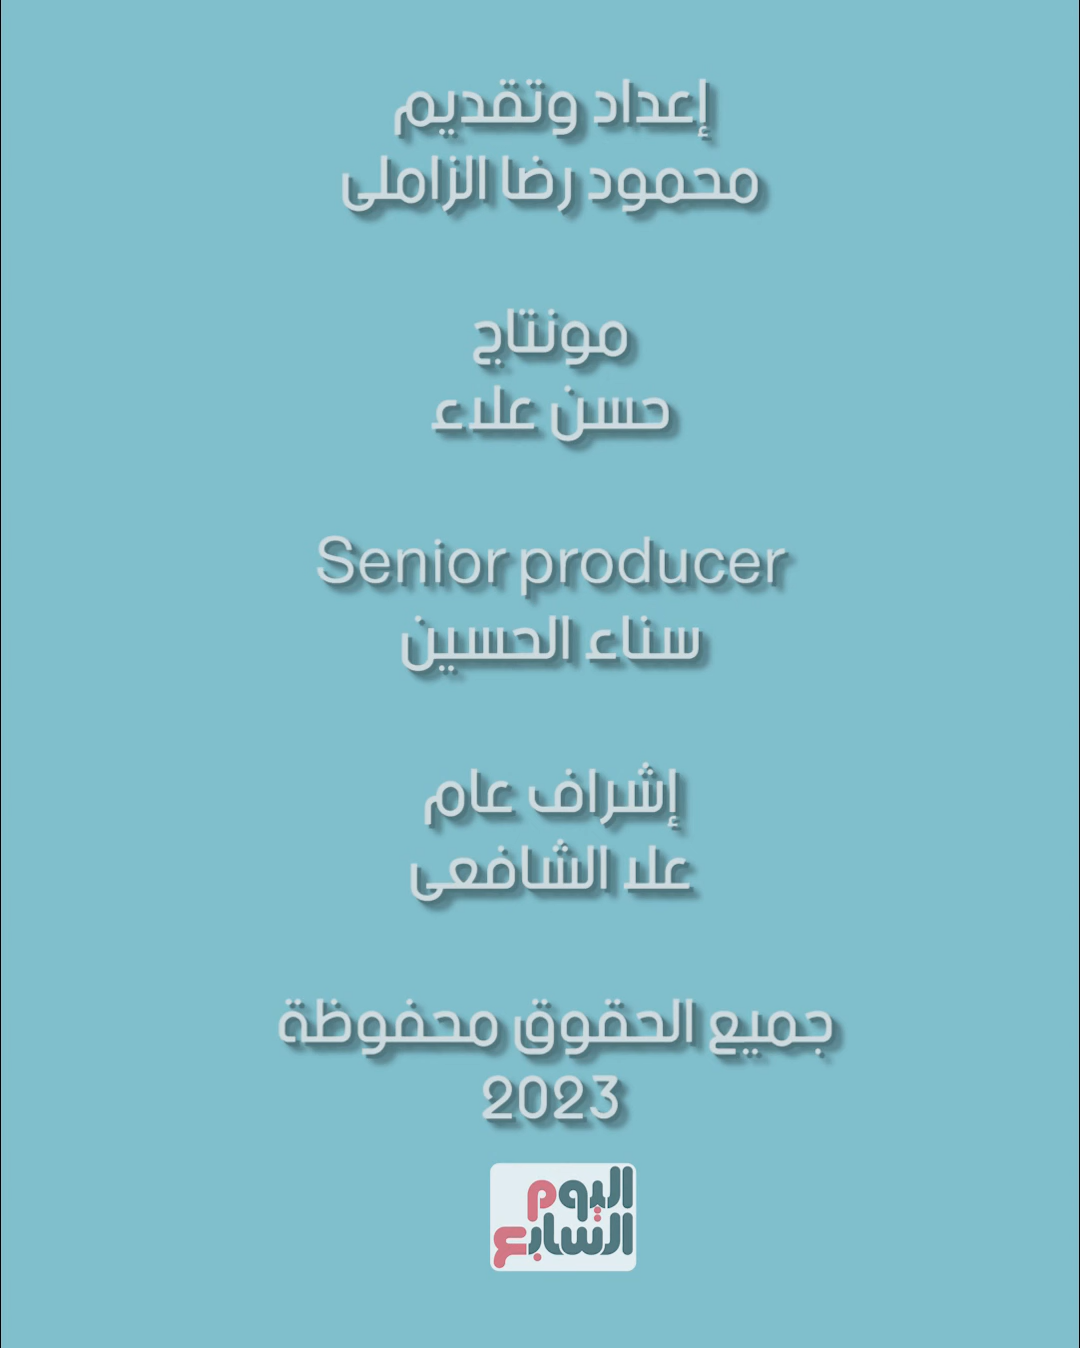 إعداد وتقديم
محمود رضا الزاملى
مونتاج
حسن علاء
Senior producer
سناء الحسين
إشراف عام
علا الشافعى
جميع الحقوق محفوظة
2023
اليوم
السابع